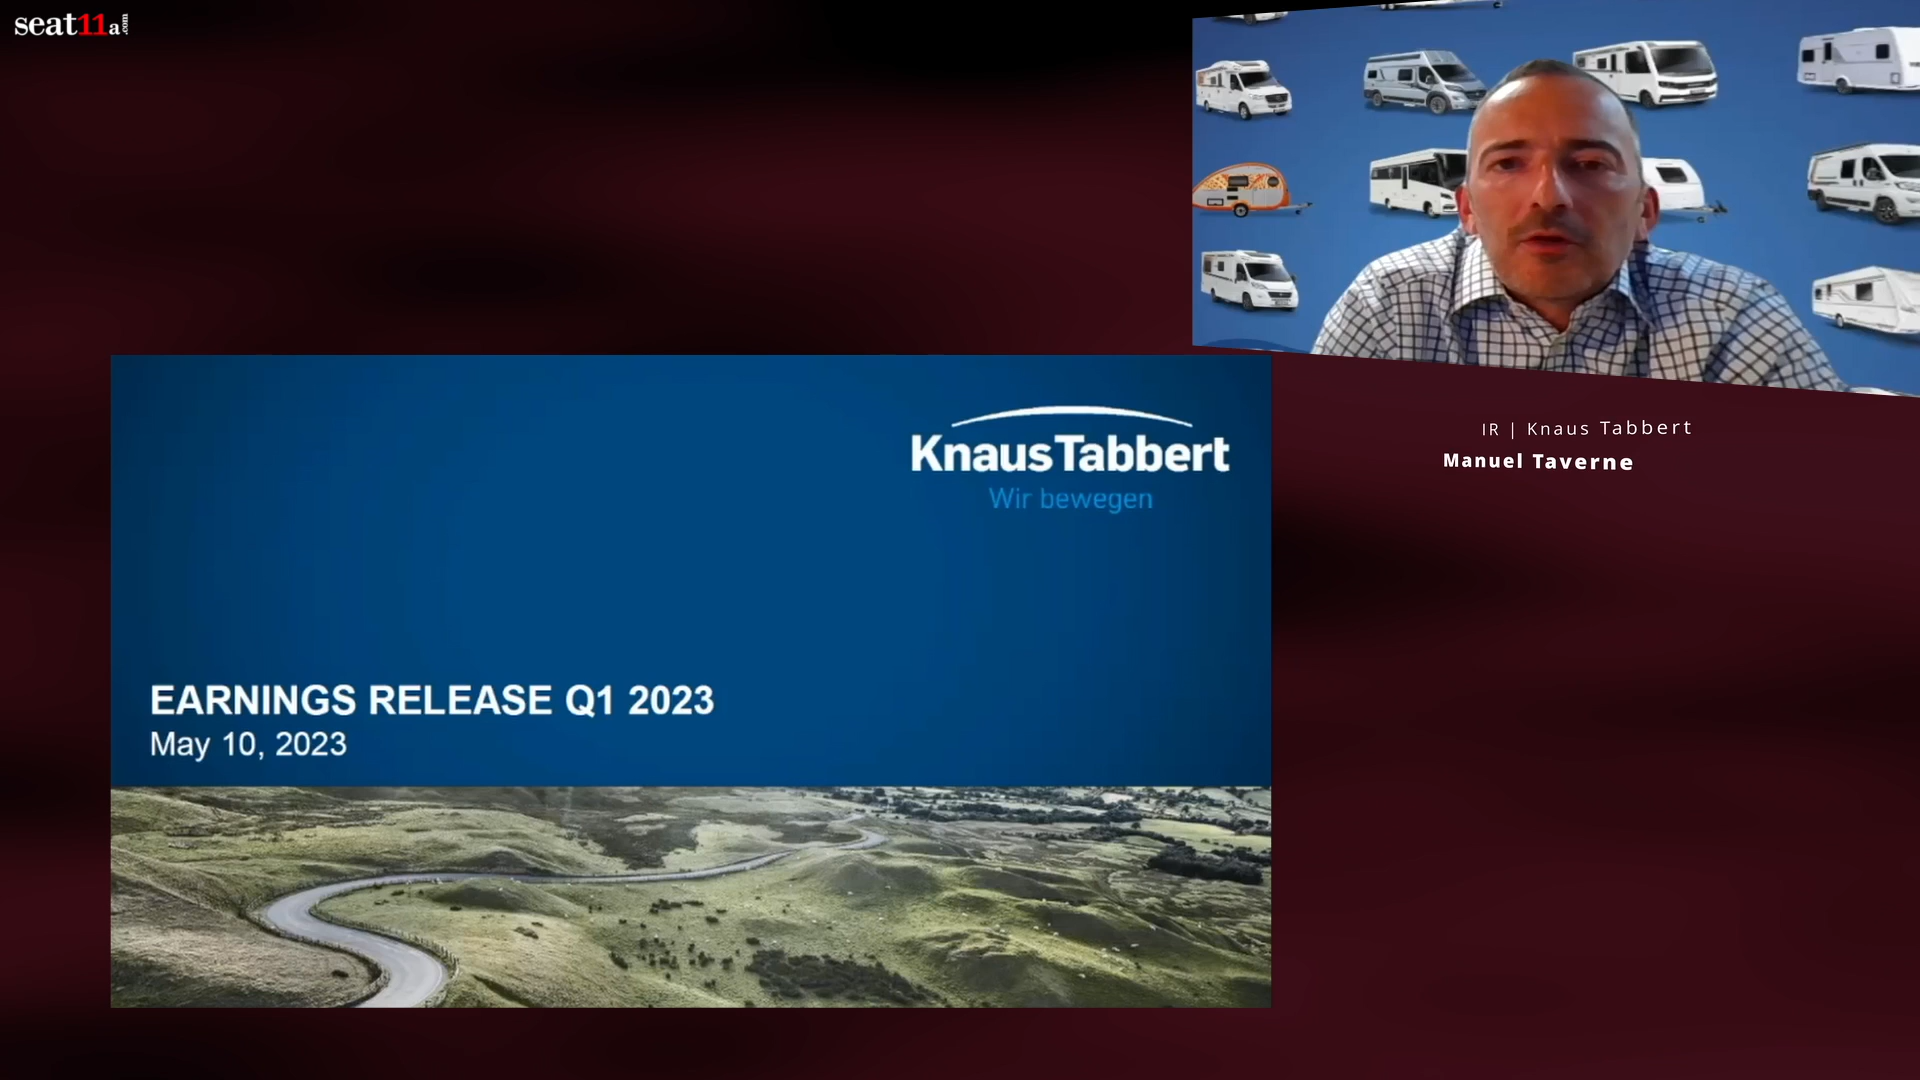 seat11a.com
IR | Knaus Tabbert
Manuel Taverne
KnausTabbert
Wir bewegen
EARNINGS RELEASE Q1 2023
May 10, 2023